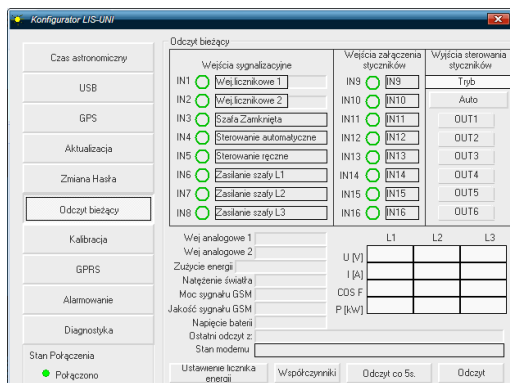 Konfigurator LIS-UNI
Czas astronomiczny
USB
GPS
Aktualizacja
Zmiana Hasła
Odczyt bieżący
Kalibracja
GPRS
Alarmowanie
Diagnostyka
Stan Połączenia
Połączono
Odczyt bieżący
Wejścia sygnalizacyjne
IN1 Wej.licznikowe 1
IN2 Wej.licznikowe 2
IN3 Szafa Zamknięta
IN4 Sterowanie automatyczne
IN5 Sterowanie ręczne
IN6 Zasilanie szafy L1
IN7 Zasilanie szafy L2
IN8 Zasilanie szafy L3
Wejścia załączenia
styczników
IN9 IN9
IN10 IN10
IN11 IN11
IN12 IN12
IN13 IN13
IN14 IN14
IN15 IN15
IN16 IN16
Wyjścia sterowania
styczników
Tryb
Auto
OUT1
OUT2
OUT3
OUT4
OUT5
OUT6
Wej analogowe 1
Wej analogowe 2
Zużycie energii
Natężenie światła
Moc sygnału GSM
Jakość sygnału GSM
Napięcie baterii
Ostatni odczyt z:
Stan modemu
L1 L2 L3
U [V]
I [A]
COS F
P [kW]
Ustawienie licznika
energii
Współczynniki
Odczyt co 5s.
Odczyt